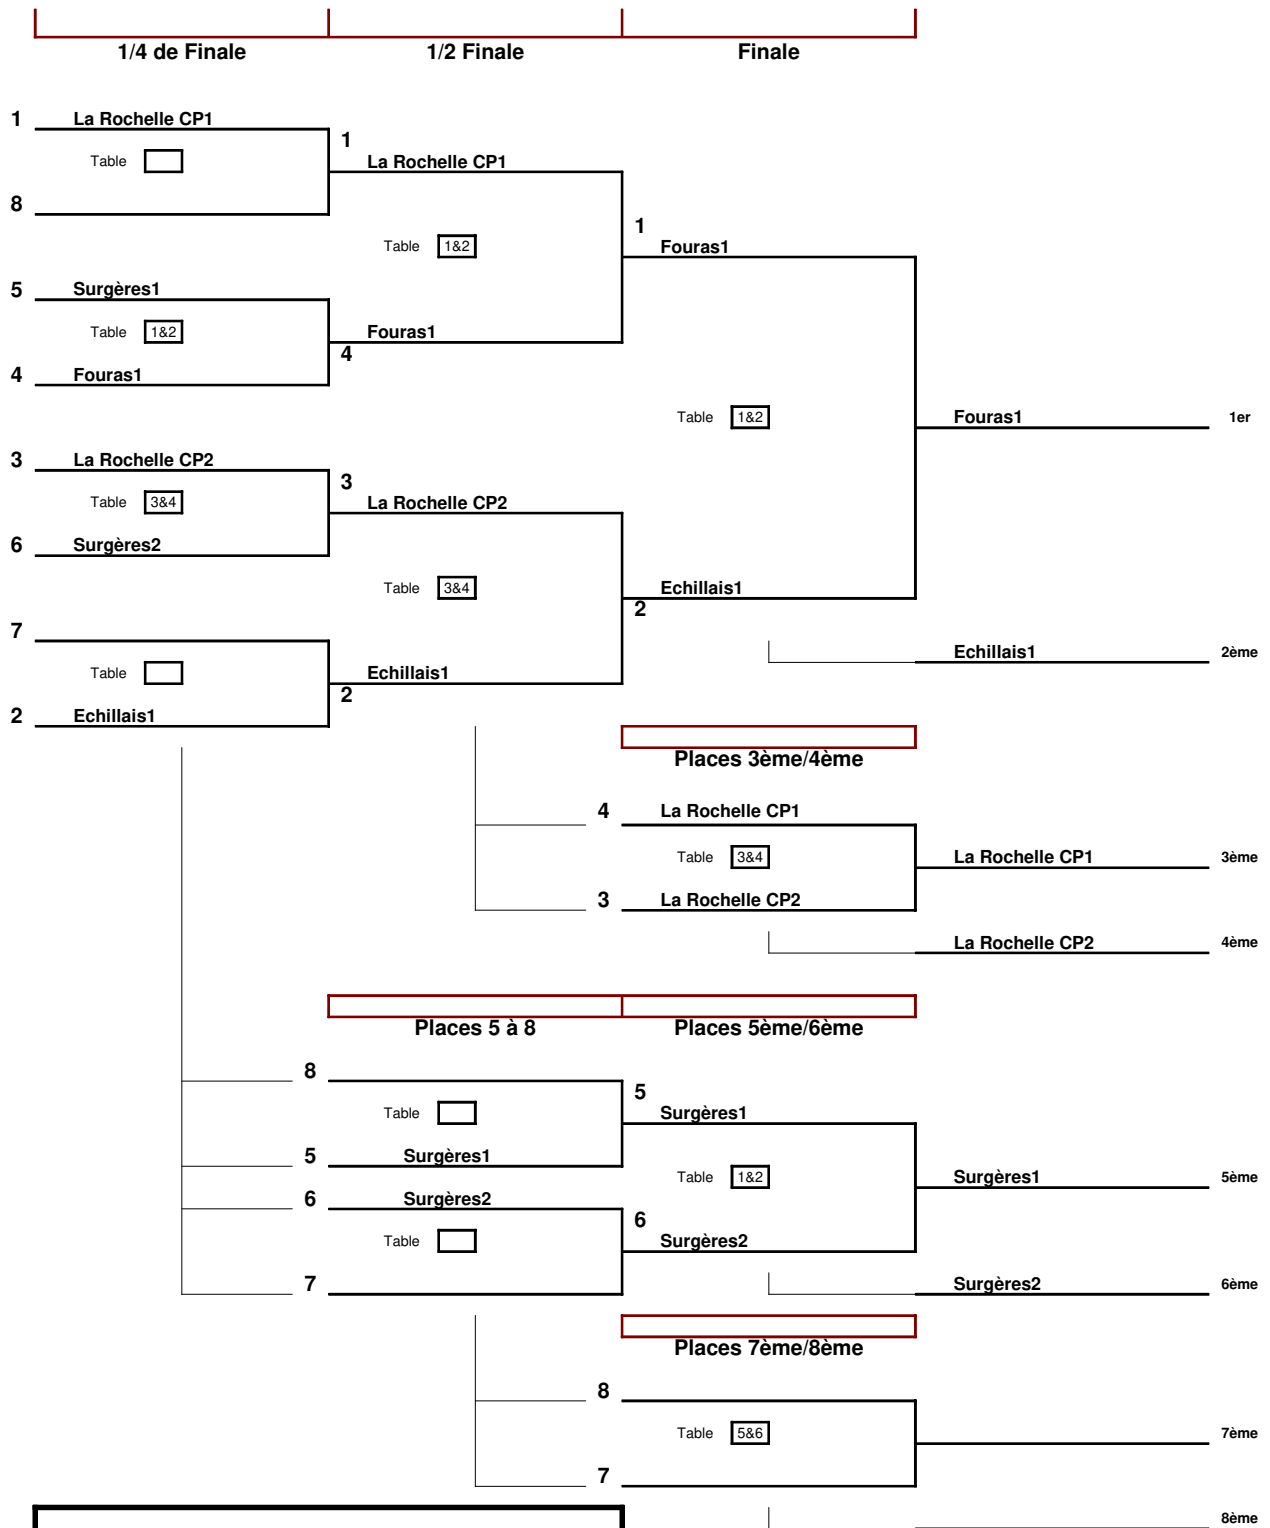 1/4 de Finale 1/2 Finale Finale
1 La Rochelle CP1
1
Table La Rochelle CP1
8
1
Table 1&2 Fouras1
5 Surgères1
Table 1&2 Fouras1
4
4 Fouras1
Table 1&2 Fouras1 1er
3 La Rochelle CP2
3
Table 3&4 La Rochelle CP2
6 Surgères2
Table 3&4 Echillais1
2
7
Echillais1 2ème
Table Echillais1
2
2 Echillais1
Places 3ème/4ème
4 La Rochelle CP1
Table 3&4 La Rochelle CP1 3ème
3 La Rochelle CP2
La Rochelle CP2 4ème
Places 5 à 8 Places 5ème/6ème
8
5
Table Surgères1
5 Surgères1
Table 1&2 Surgères1 5ème
6 Surgères2
6
Table Surgères2
7
Surgères2 6ème
Places 7ème/8ème
8
Table 5&6 7ème
7
8ème